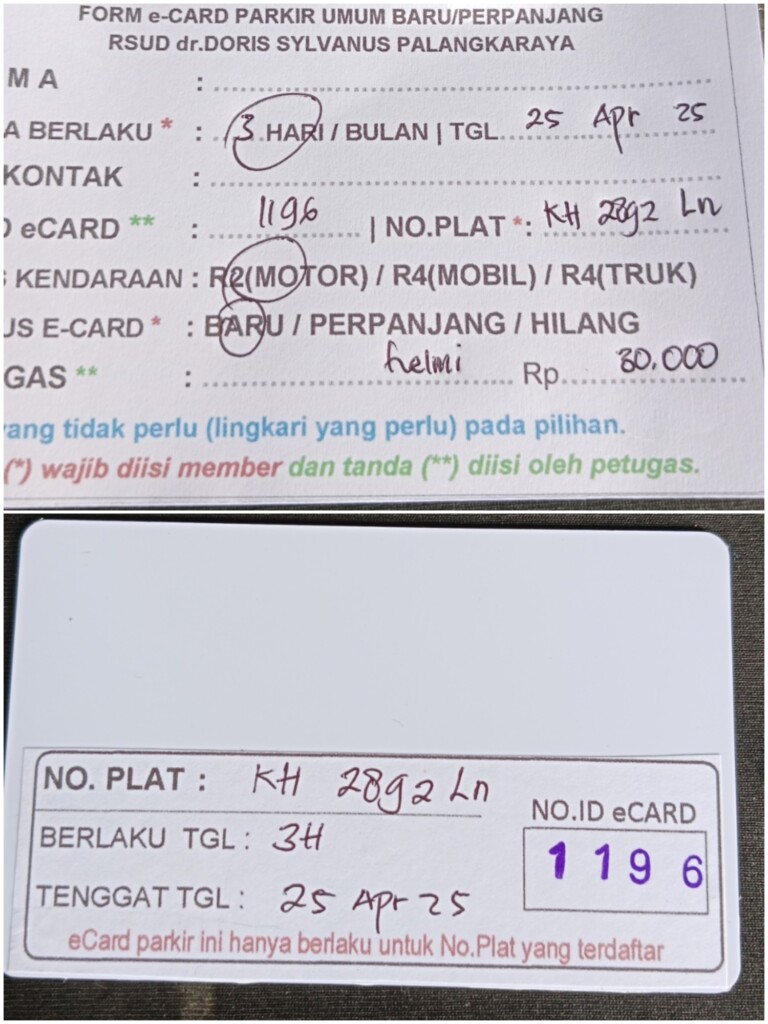 FORM e-CARD PARKIR UMUM BARU/PERPANJANG
RSUD dr.DORIS SYLVANUS PALANGKARAYA
M A :
A BERLAKU * : 3 HARI / BULAN | TGL 25 Apr 25
KONTAK :
D eCARD ** : 1196 | NO.PLAT *: KH 2892 Ln
KENDARAAN : R2(MOTOR) / R4(MOBIL) / R4(TRUK)
US E-CARD * : BARU / PERPANJANG / HILANG
GAS ** : helmi Rp. 30.000
ang tidak perlu (lingkari yang perlu) pada pilihan.
(*) wajib diisi member dan tanda (**) diisi oleh petugas.
NO. PLAT : KH 2892 Ln
BERLAKU TGL : 3H
TENGGAT TGL : 25 Apr 25
NO.ID eCARD
1196
eCard parkir ini hanya berlaku untuk No.Plat yang terdaftar